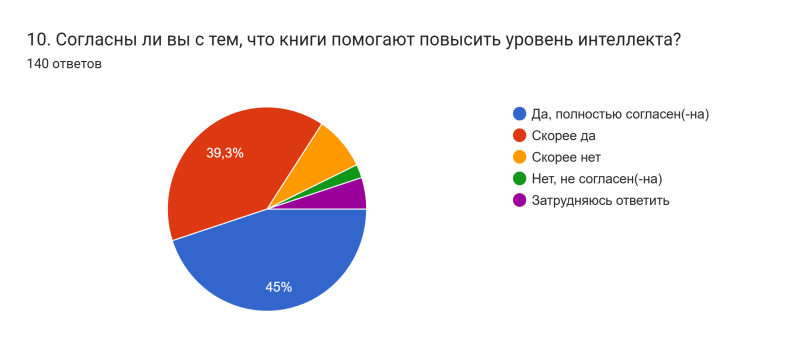 10. Согласны ли вы с тем, что книги помогают повысить уровень интеллекта?
140 ответов
39,3%
45%
Да, полностью согласен(-на)
Скорее да
Скорее нет
Нет, не согласен(-на)
Затрудняюсь ответить